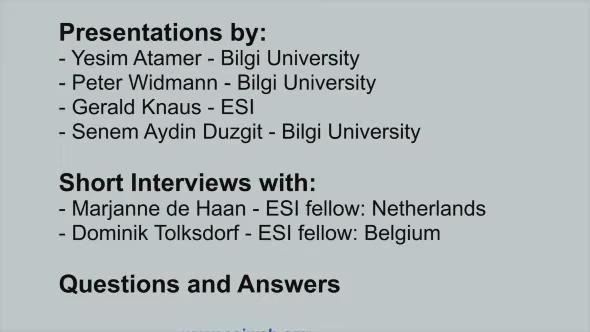 Presentations by:
- Yesim Atamer - Bilgi University
- Peter Widmann - Bilgi University
- Gerald Knaus - ESI
- Senem Aydin Duzgit - Bilgi University
Short Interviews with:
- Marjanne de Haan - ESI fellow: Netherlands
- Dominik Tolksdorf - ESI fellow: Belgium
Questions and Answers